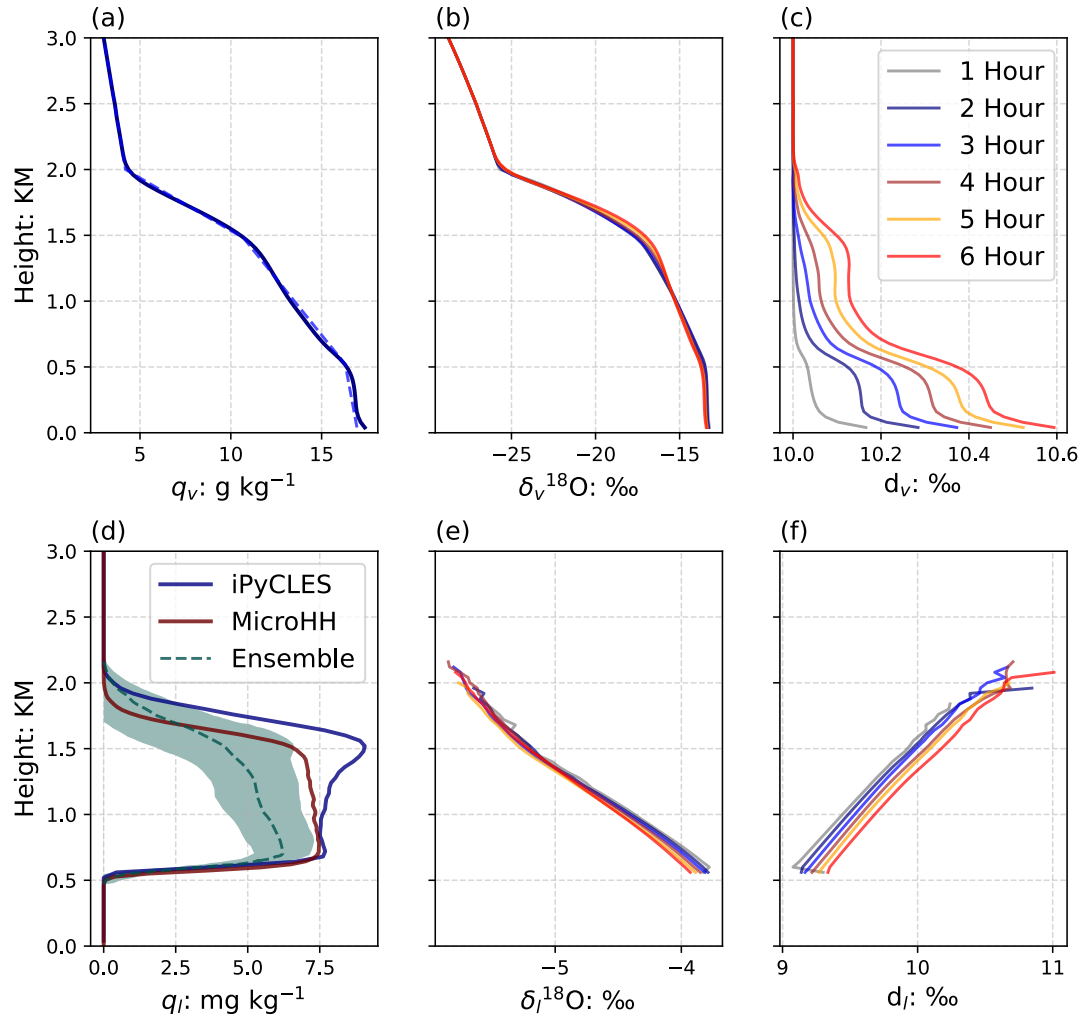 (a)
(b)
(c)
3.0
2.5
2.0
1.5
1.0
0.5
0.0
Height: KM
5
10
15
qᵥ: g kg⁻¹
−25
−20
−15
δᵥ¹⁸O: ‰
1 Hour
2 Hour
3 Hour
4 Hour
5 Hour
6 Hour
10.0
10.2
10.4
10.6
dᵥ: ‰
(d)
(e)
(f)
3.0
2.5
2.0
1.5
1.0
0.5
0.0
Height: KM
iPyCLES
MicroHH
Ensemble
0.0
2.5
5.0
7.5
qₗ: mg kg⁻¹
−5
−4
δₗ¹⁸O: ‰
9
10
11
dₗ: ‰